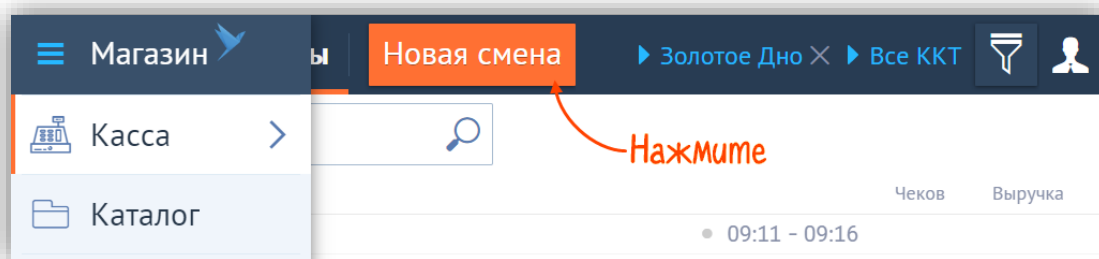 Магазин
ы
Новая смена
Золотое Дно
Все ККТ
Касса
Нажмите
Чеков
Выручка
Каталог
09:11 - 09:16